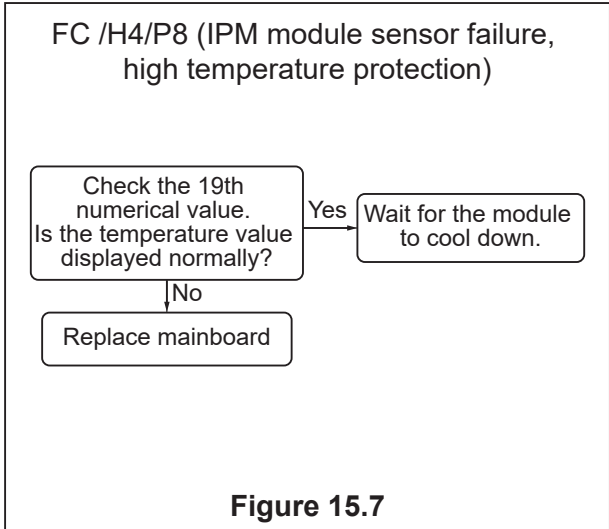 FC /H4/P8 (IPM module sensor failure,
high temperature protection)
Check the 19th
numerical value.
Is the temperature value
displayed normally?
Yes
Wait for the module
to cool down.
No
Replace mainboard
Figure 15.7